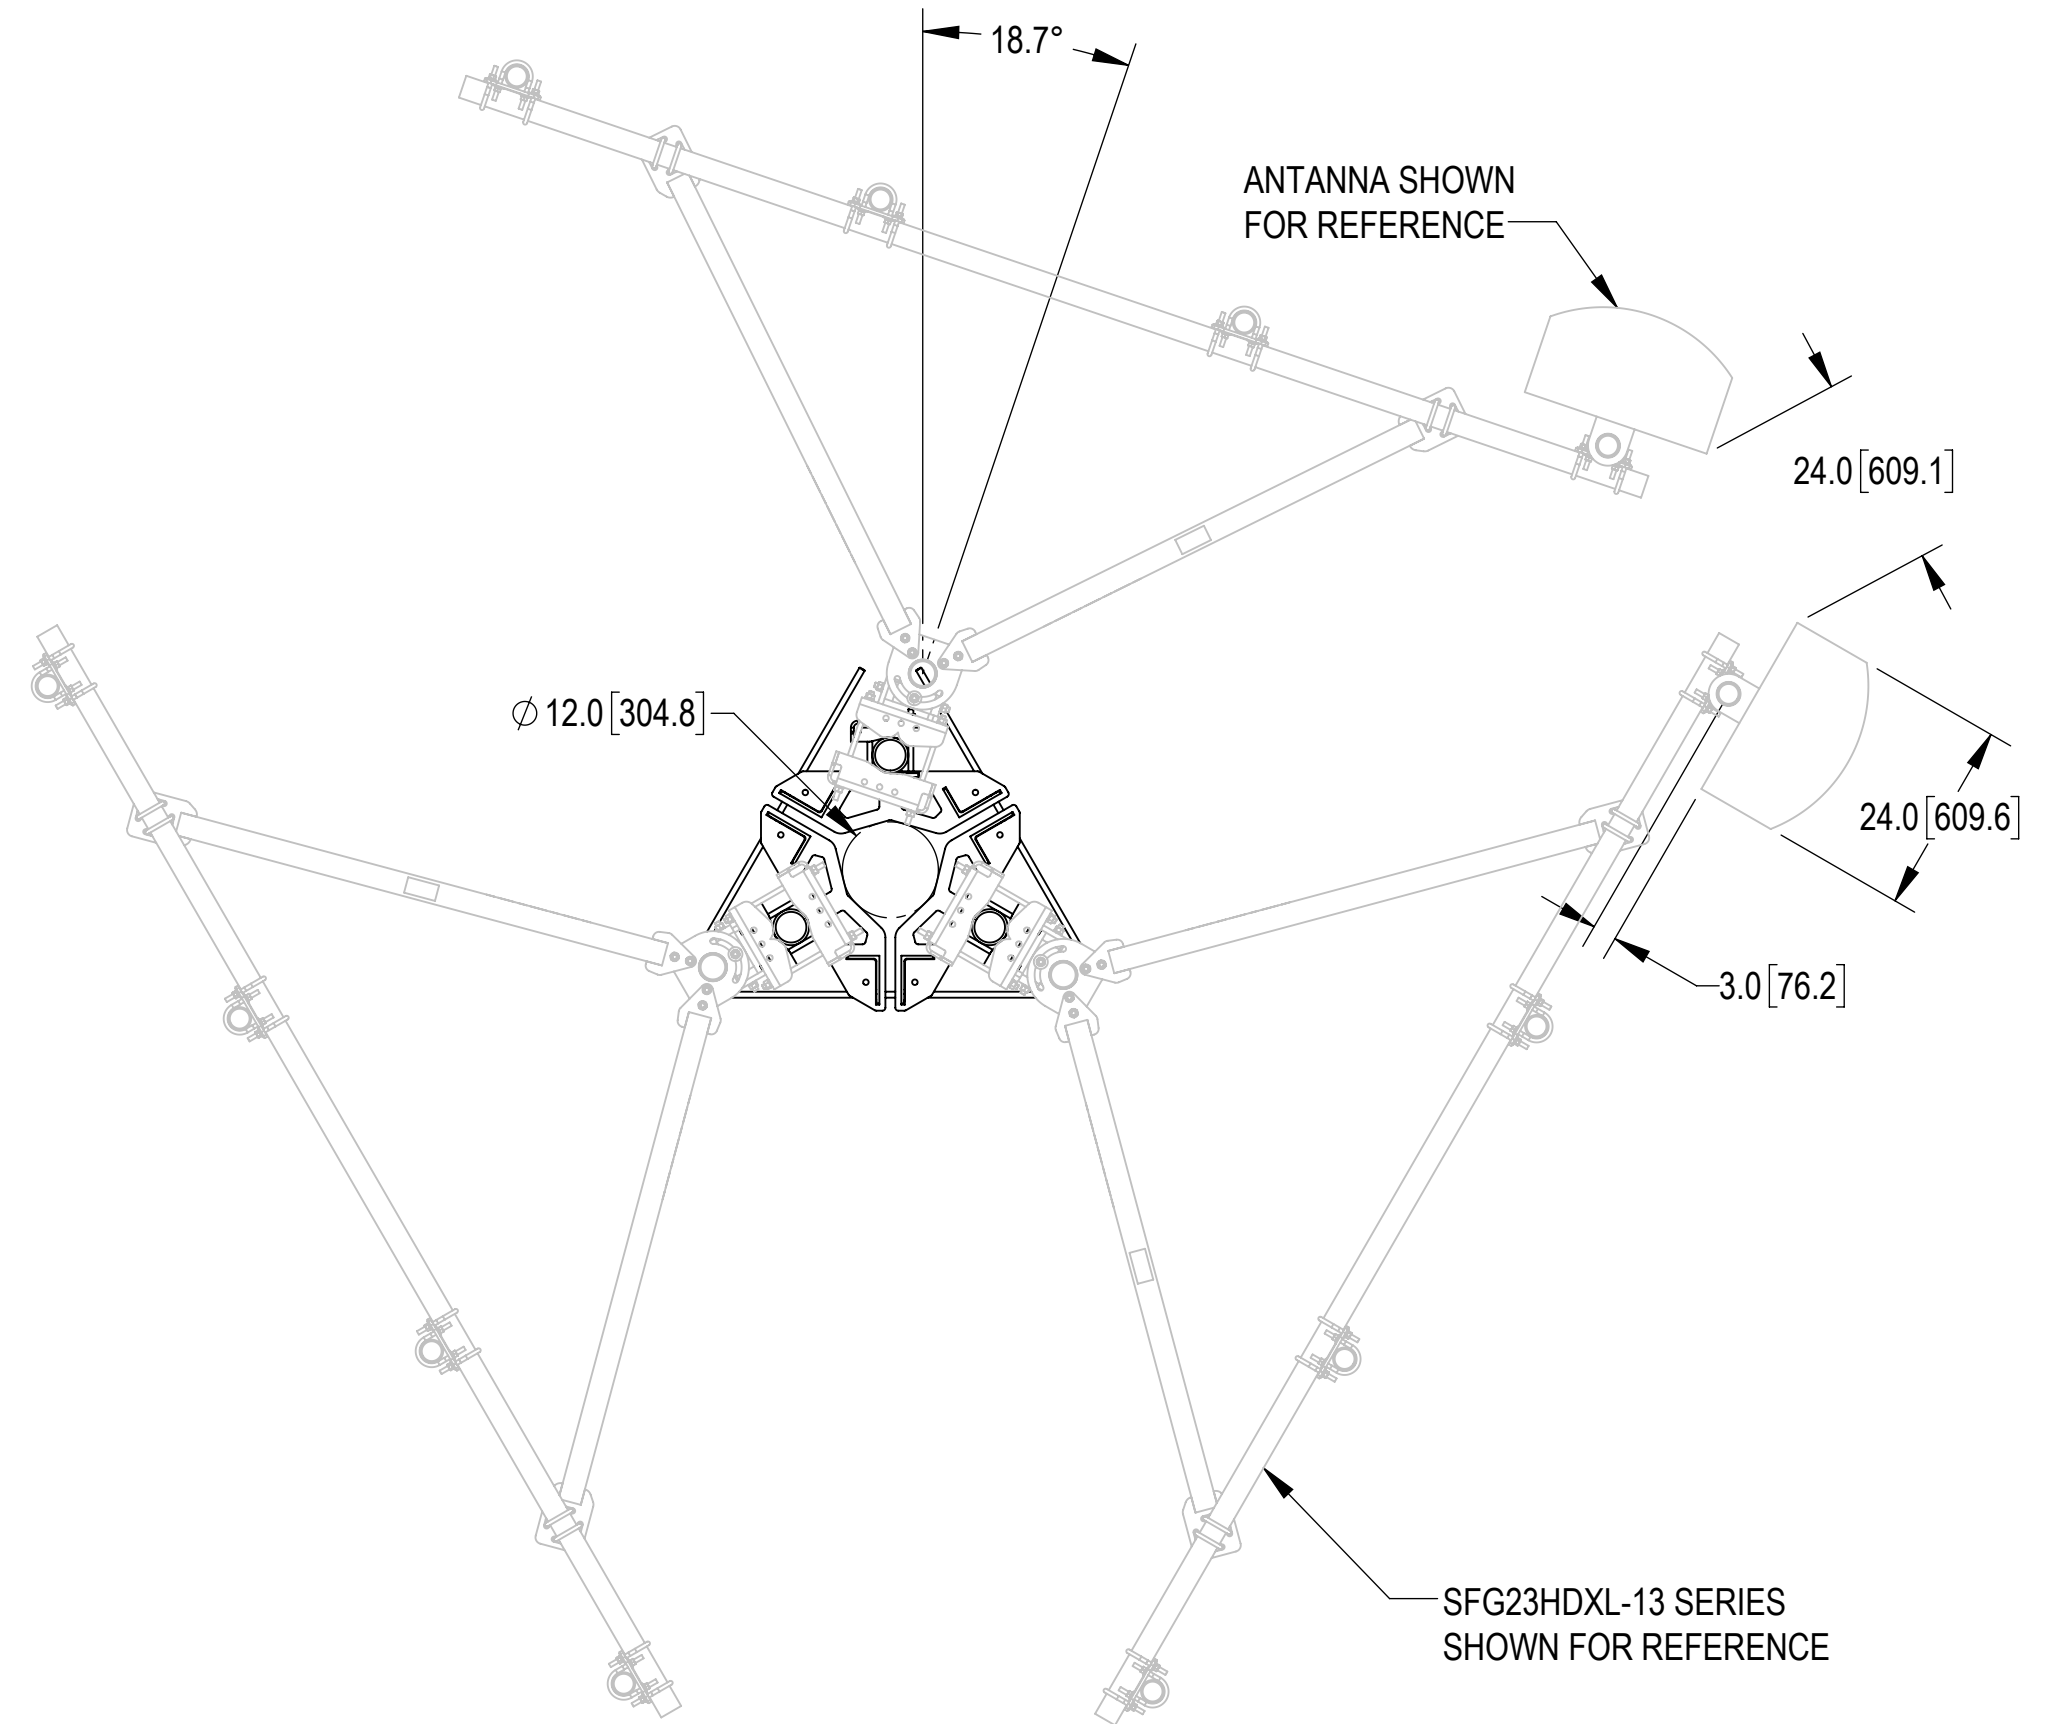 18.7°
ANTANNA SHOWN
FOR REFERENCE
24.0[609.1]
⌀ 12.0[304.8]
24.0[609.6]
3.0[76.2]
SFG23HDXL-13 SERIES
SHOWN FOR REFERENCE